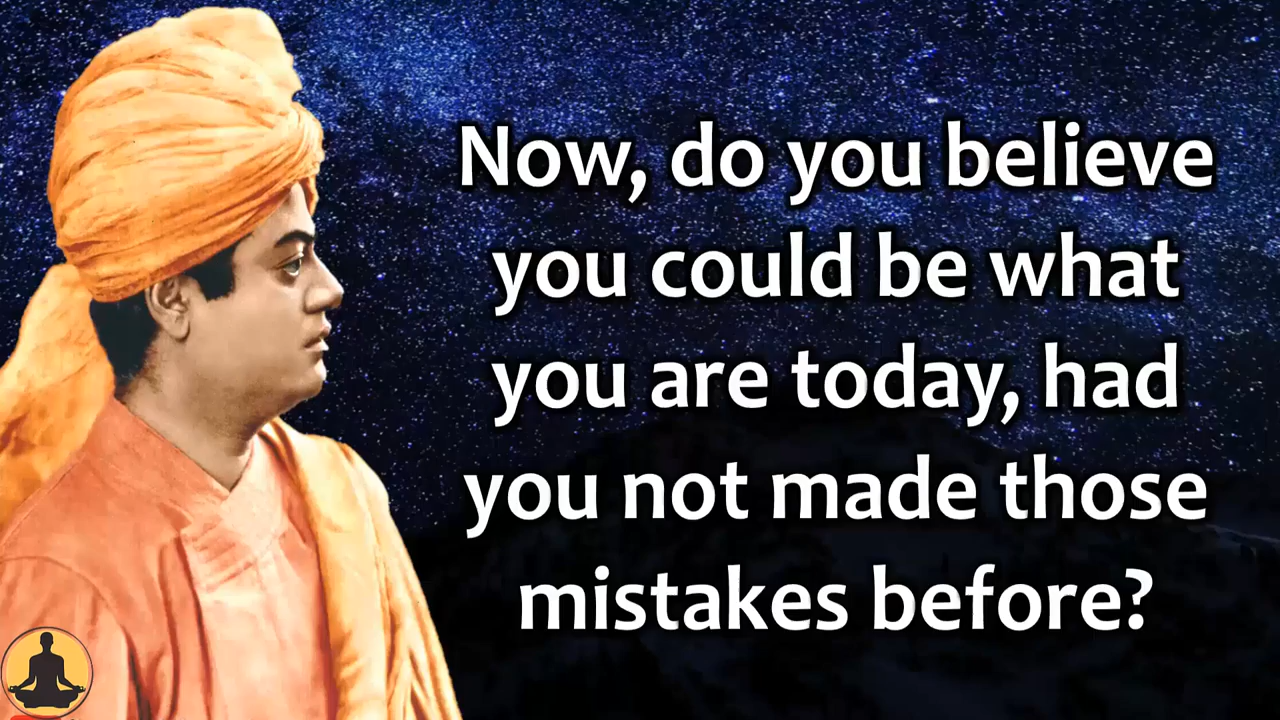 Now, do you believe
you could be what
you are today, had
you not made those
mistakes before?